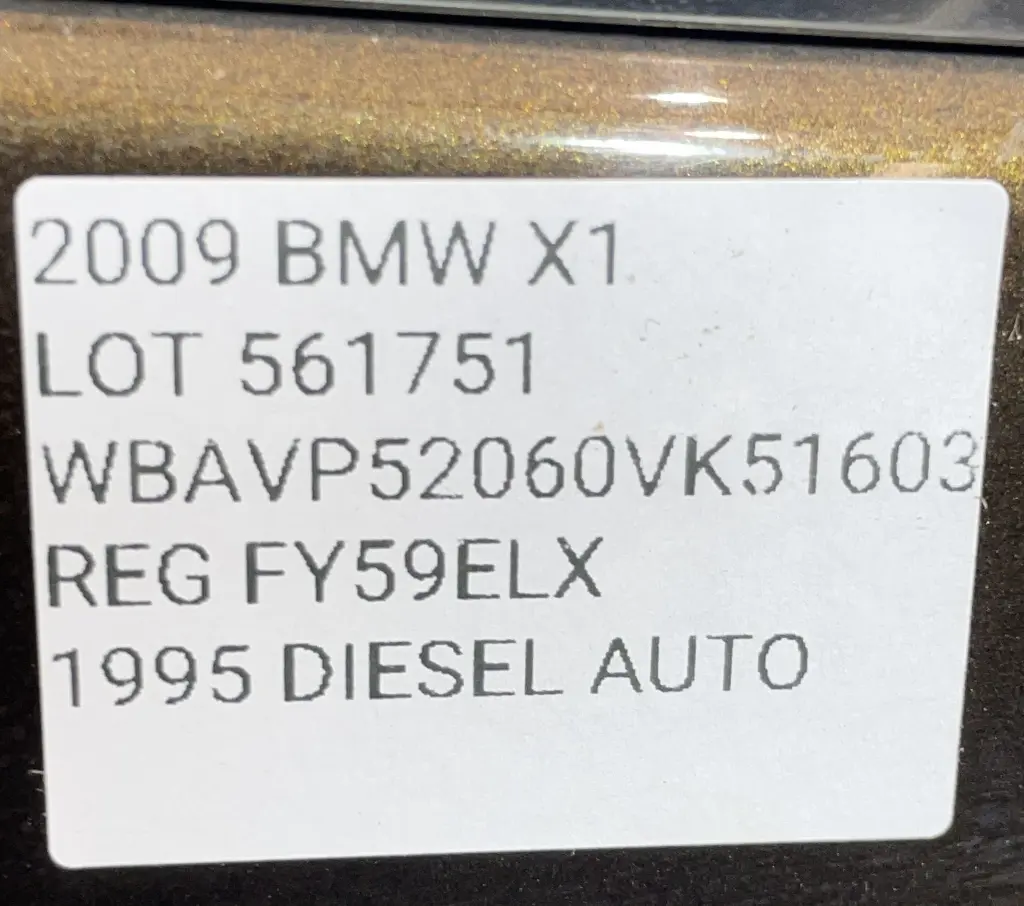 2009 BMW X1
LOT 561751
WBAVP52060VK51603
REG FY59ELX
1995 DIESEL AUTO